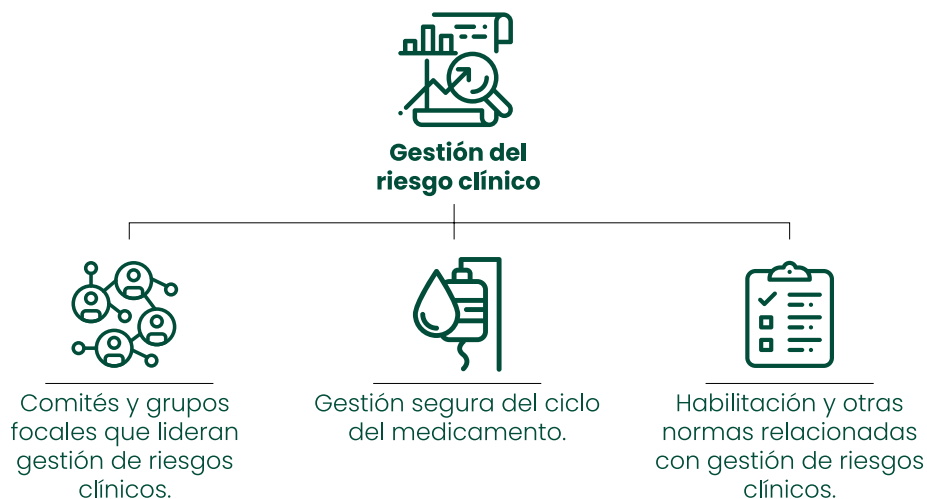 Gestión del
riesgo clínico
Comités y grupos
focales que lideran
gestión de riesgos
clínicos.
Gestión segura del ciclo
del medicamento.
Habilitación y otras
normas relacionadas
con gestión de riesgos
clínicos.